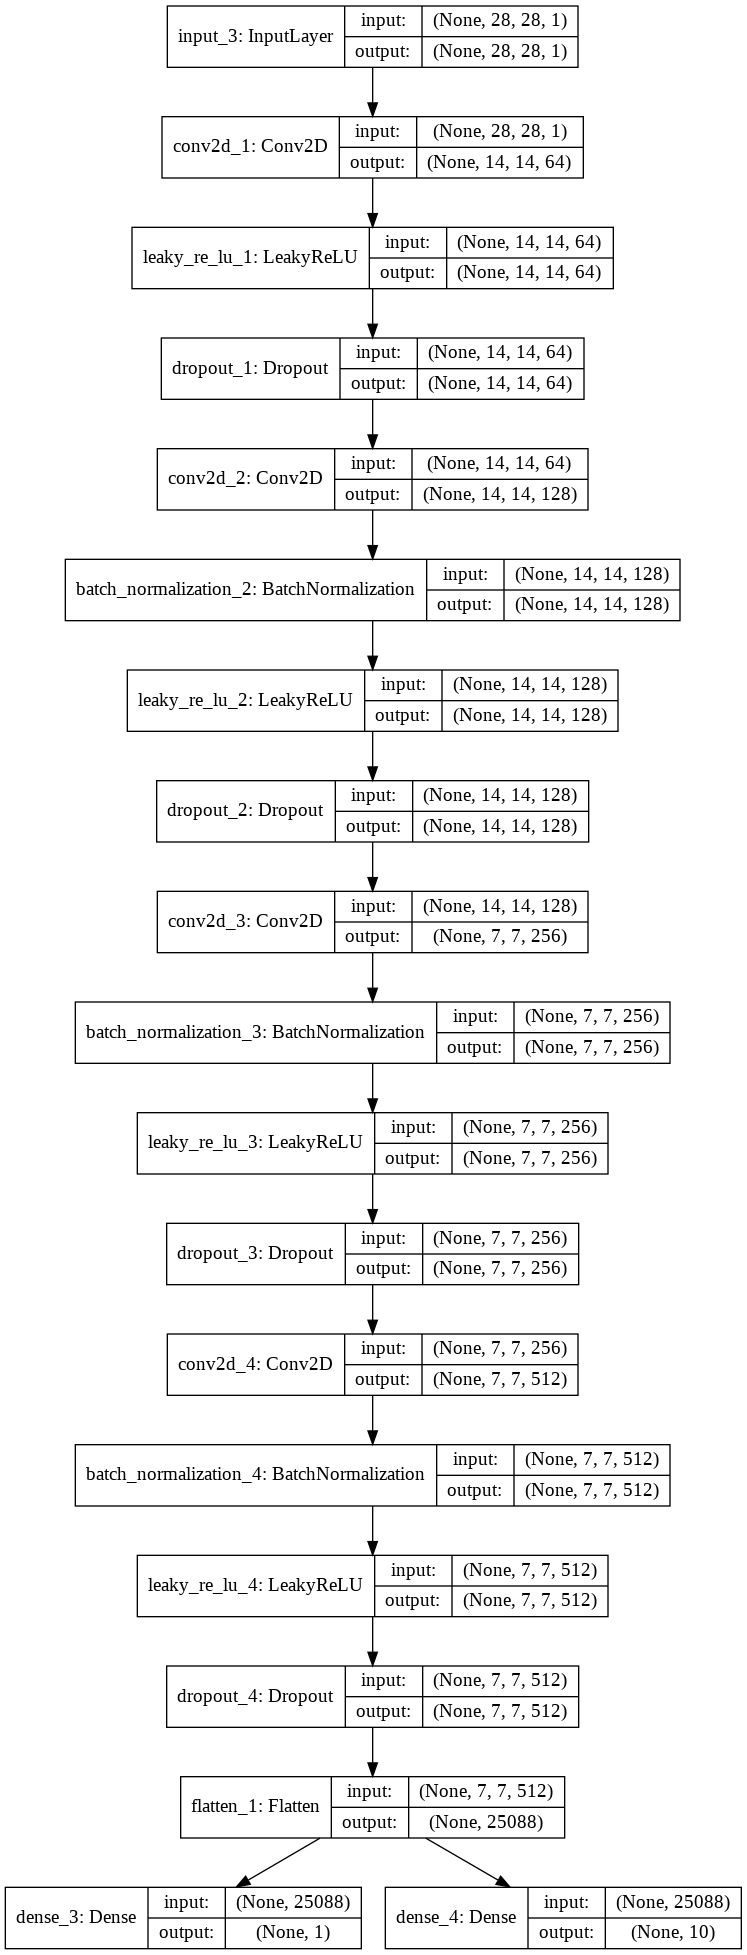 input_3: InputLayer
input: (None, 28, 28, 1)
output: (None, 28, 28, 1)
conv2d_1: Conv2D
input: (None, 28, 28, 1)
output: (None, 14, 14, 64)
leaky_re_lu_1: LeakyReLU
input: (None, 14, 14, 64)
output: (None, 14, 14, 64)
dropout_1: Dropout
input: (None, 14, 14, 64)
output: (None, 14, 14, 64)
conv2d_2: Conv2D
input: (None, 14, 14, 64)
output: (None, 14, 14, 128)
batch_normalization_2: BatchNormalization
input: (None, 14, 14, 128)
output: (None, 14, 14, 128)
leaky_re_lu_2: LeakyReLU
input: (None, 14, 14, 128)
output: (None, 14, 14, 128)
dropout_2: Dropout
input: (None, 14, 14, 128)
output: (None, 14, 14, 128)
conv2d_3: Conv2D
input: (None, 14, 14, 128)
output: (None, 7, 7, 256)
batch_normalization_3: BatchNormalization
input: (None, 7, 7, 256)
output: (None, 7, 7, 256)
leaky_re_lu_3: LeakyReLU
input: (None, 7, 7, 256)
output: (None, 7, 7, 256)
dropout_3: Dropout
input: (None, 7, 7, 256)
output: (None, 7, 7, 256)
conv2d_4: Conv2D
input: (None, 7, 7, 256)
output: (None, 7, 7, 512)
batch_normalization_4: BatchNormalization
input: (None, 7, 7, 512)
output: (None, 7, 7, 512)
leaky_re_lu_4: LeakyReLU
input: (None, 7, 7, 512)
output: (None, 7, 7, 512)
dropout_4: Dropout
input: (None, 7, 7, 512)
output: (None, 7, 7, 512)
flatten_1: Flatten
input: (None, 7, 7, 512)
output: (None, 25088)
dense_3: Dense
input: (None, 25088)
output: (None, 1)
dense_4: Dense
input: (None, 25088)
output: (None, 10)